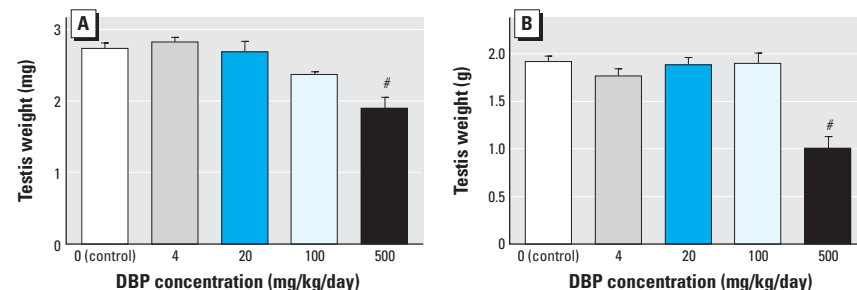 A
Testis weight (mg)
3
2
1
0
#
0 (control) 4 20 100 500
DBP concentration (mg/kg/day)
B
Testis weight (g)
2.0
1.5
1.0
0.5
0
#
0 (control) 4 20 100 500
DBP concentration (mg/kg/day)